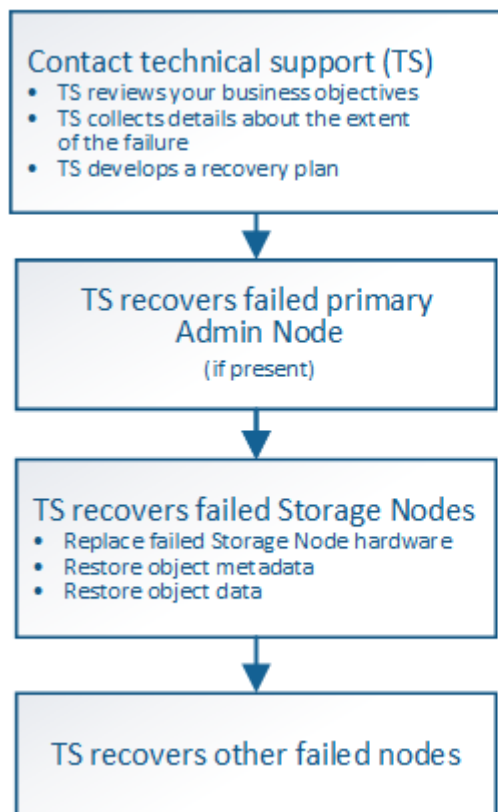 Contact technical support (TS)
• TS reviews your business objectives
• TS collects details about the extent
of the failure
• TS develops a recovery plan
TS recovers failed primary
Admin Node
(if present)
TS recovers failed Storage Nodes
• Replace failed Storage Node hardware
• Restore object metadata
• Restore object data
TS recovers other failed nodes